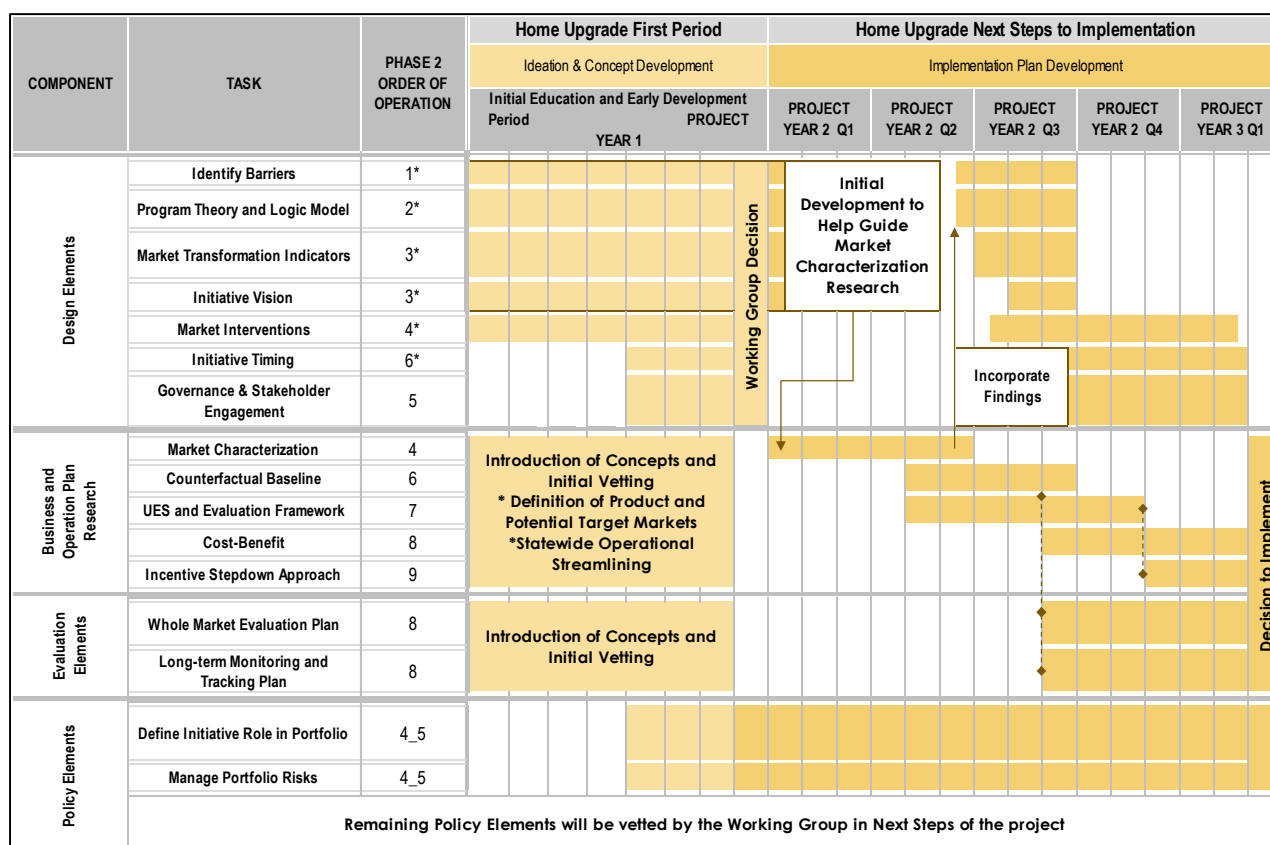 Home Upgrade First Period
Home Upgrade Next Steps to Implementation
COMPONENT
TASK
PHASE 2
ORDER OF
OPERATION
Ideation & Concept Development
Implementation Plan Development
Initial Education and Early Development
Period PROJECT
YEAR 1
PROJECT
YEAR 2 Q1
PROJECT
YEAR 2 Q2
PROJECT
YEAR 2 Q3
PROJECT
YEAR 2 Q4
PROJECT
YEAR 3 Q1
Design Elements
Identify Barriers 1*
Program Theory and Logic Model 2*
Market Transformation Indicators 3*
Initiative Vision 3*
Market Interventions 4*
Initiative Timing 6*
Governance & Stakeholder
Engagement 5
Working Group Decision
Initial
Development to
Help Guide
Market
Characterization
Research
Incorporate
Findings
Business and
Operation Plan
Research
Market Characterization 4
Counterfactual Baseline 6
UES and Evaluation Framework 7
Cost-Benefit 8
Incentive Stepdown Approach 9
Introduction of Concepts and
Initial Vetting
* Definition of Product and
Potential Target Markets
*Statewide Operational
Streamlining
Decision to Implement
Evaluation
Elements
Whole Market Evaluation Plan 8
Long-term Monitoring and
Tracking Plan 8
Introduction of Concepts and
Initial Vetting
Policy Elements
Define Initiative Role in Portfolio 4_5
Manage Portfolio Risks 4_5
Remaining Policy Elements will be vetted by the Working Group in Next Steps of the project